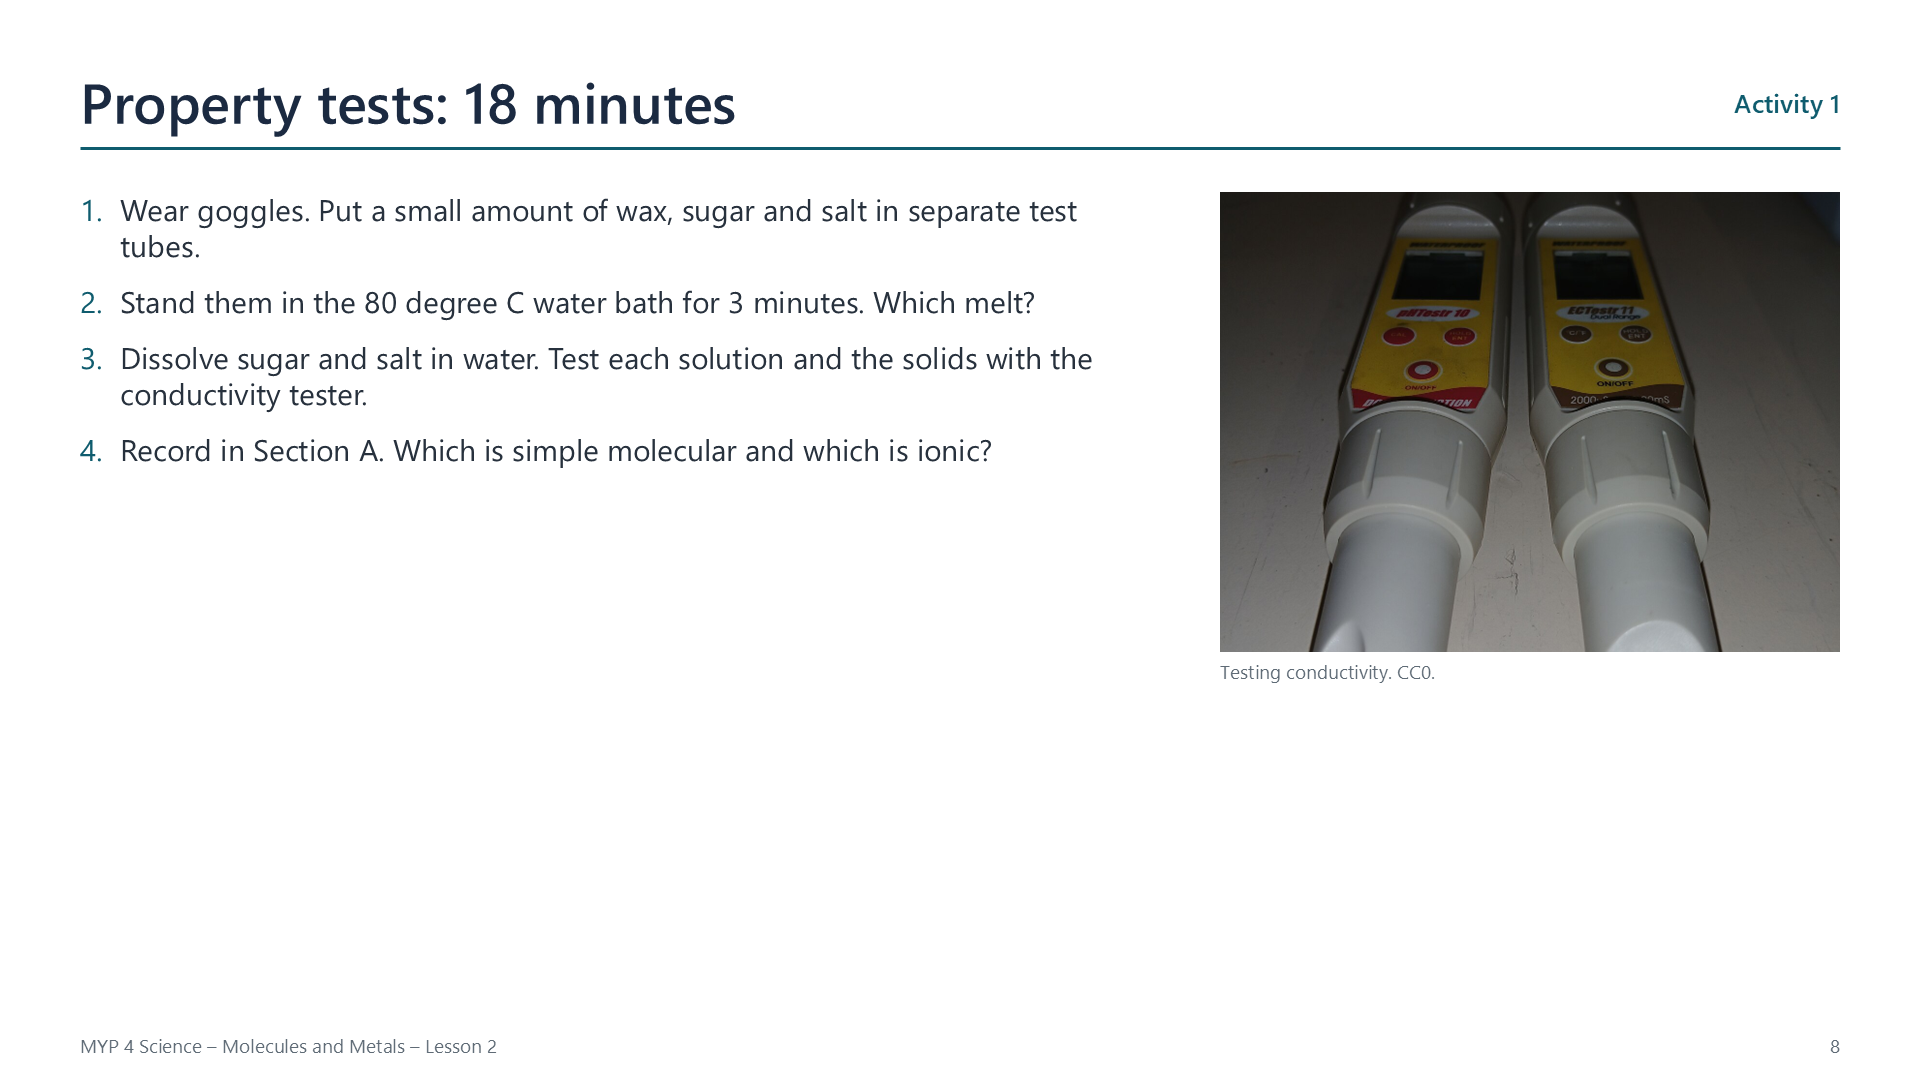 Property tests: 18 minutes
Activity 1
1. Wear goggles. Put a small amount of wax, sugar and salt in separate test
tubes.
2. Stand them in the 80 degree C water bath for 3 minutes. Which melt?
3. Dissolve sugar and salt in water. Test each solution and the solids with the
conductivity tester.
4. Record in Section A. Which is simple molecular and which is ionic?
pHTestr 10
ON/OFF
ECTestr 11
Dual Range
HOLD
ENT
ON/OFF
Testing conductivity. CC0.
MYP 4 Science – Molecules and Metals – Lesson 2
8